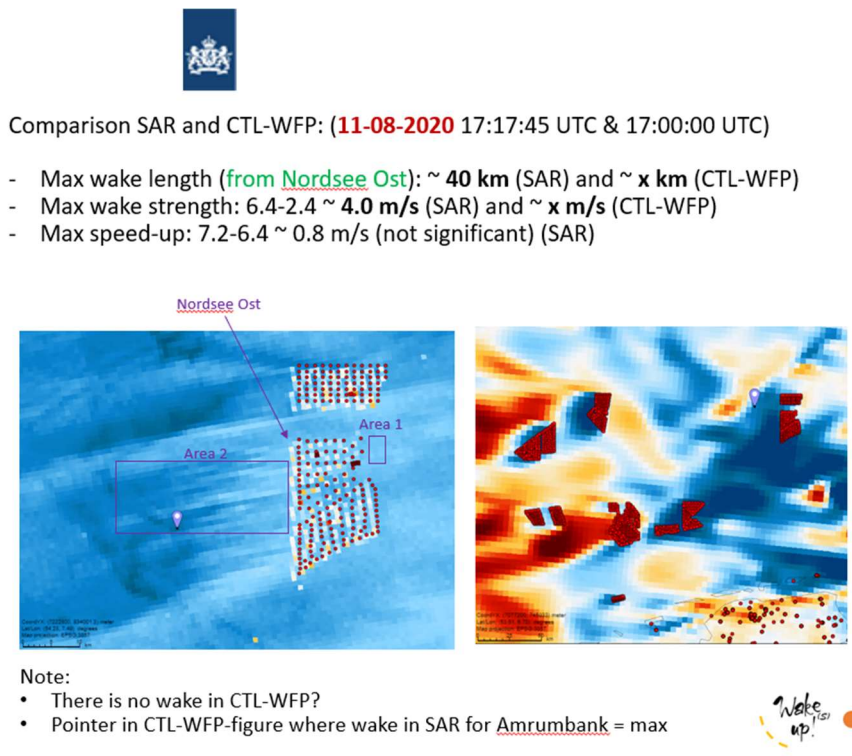 Comparison SAR and CTL-WFP: (11-08-2020 17:17:45 UTC & 17:00:00 UTC)
- Max wake length (from Nordsee Ost): ~ 40 km (SAR) and ~ x km (CTL-WFP)
- Max wake strength: 6.4-2.4 ~ 4.0 m/s (SAR) and ~ x m/s (CTL-WFP)
- Max speed-up: 7.2-6.4 ~ 0.8 m/s (not significant) (SAR)
Nordsee Ost
Area 1
Area 2
Note:
• There is no wake in CTL-WFP?
• Pointer in CTL-WFP-figure where wake in SAR for Amrumbank = max
Wake
up!(s)